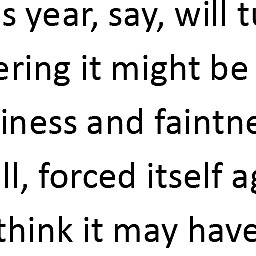 s year, say, will tu
ering it might be
iness and faintne
ll, forced itself ag
think it may have